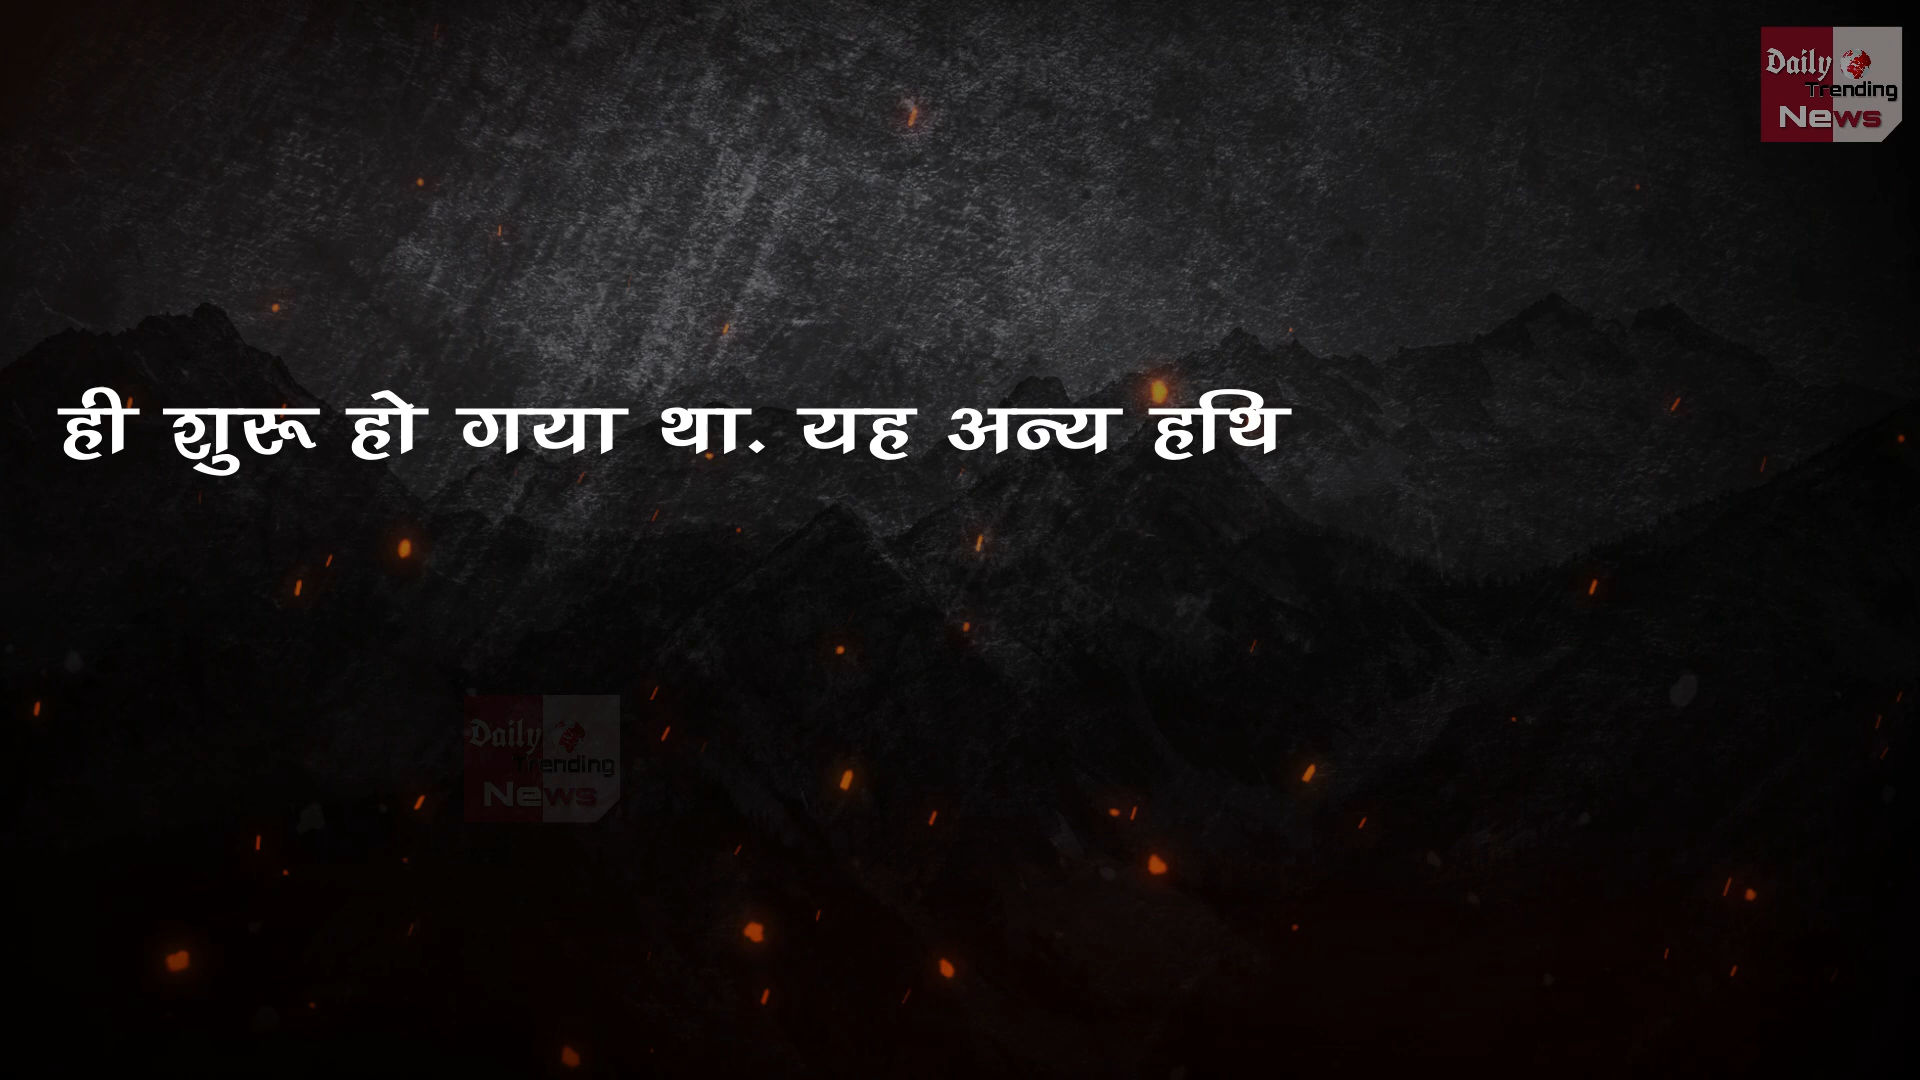 Daily
Trending
News
ही शुरू हो गया था. यह अन्य हथि
Daily
Trending
News